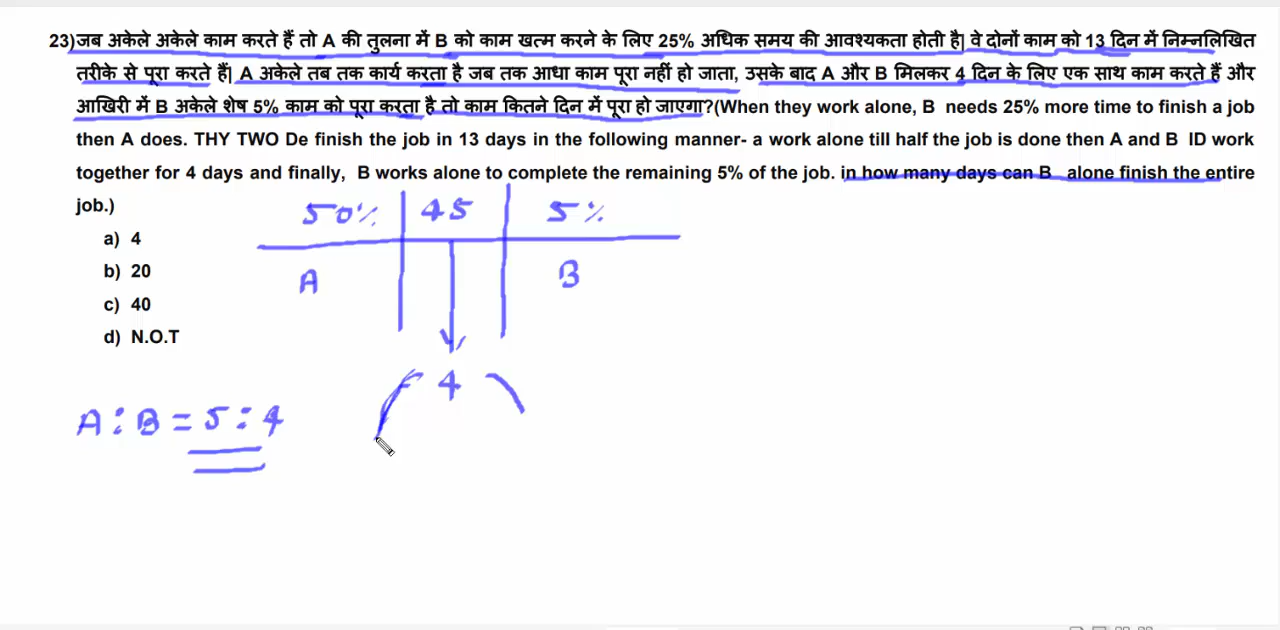 23)जब अकेले अकेले काम करते हैं तो A की तुलना में B को काम खत्म करने के लिए 25% अधिक समय की आवश्यकता होती है| वे दोनों काम को 13 दिन में निम्नलिखित
तरीके से पूरा करते हैं| A अकेले तब तक कार्य करता है जब तक आधा काम पूरा नहीं हो जाता, उसके बाद A और B मिलकर 4 दिन के लिए एक साथ काम करते हैं और
आखिरी में B अकेले शेष 5% काम को पूरा करता है तो काम कितने दिन में पूरा हो जाएगा?(When they work alone, B needs 25% more time to finish a job
then A does. THY TWO De finish the job in 13 days in the following manner- a work alone till half the job is done then A and B ID work
together for 4 days and finally, B works alone to complete the remaining 5% of the job. in how many days can B alone finish the entire
job.)
50% 45 5%
a) 4
b) 20
A B
c) 40
d) N.O.T
4
A : B = 5 : 4